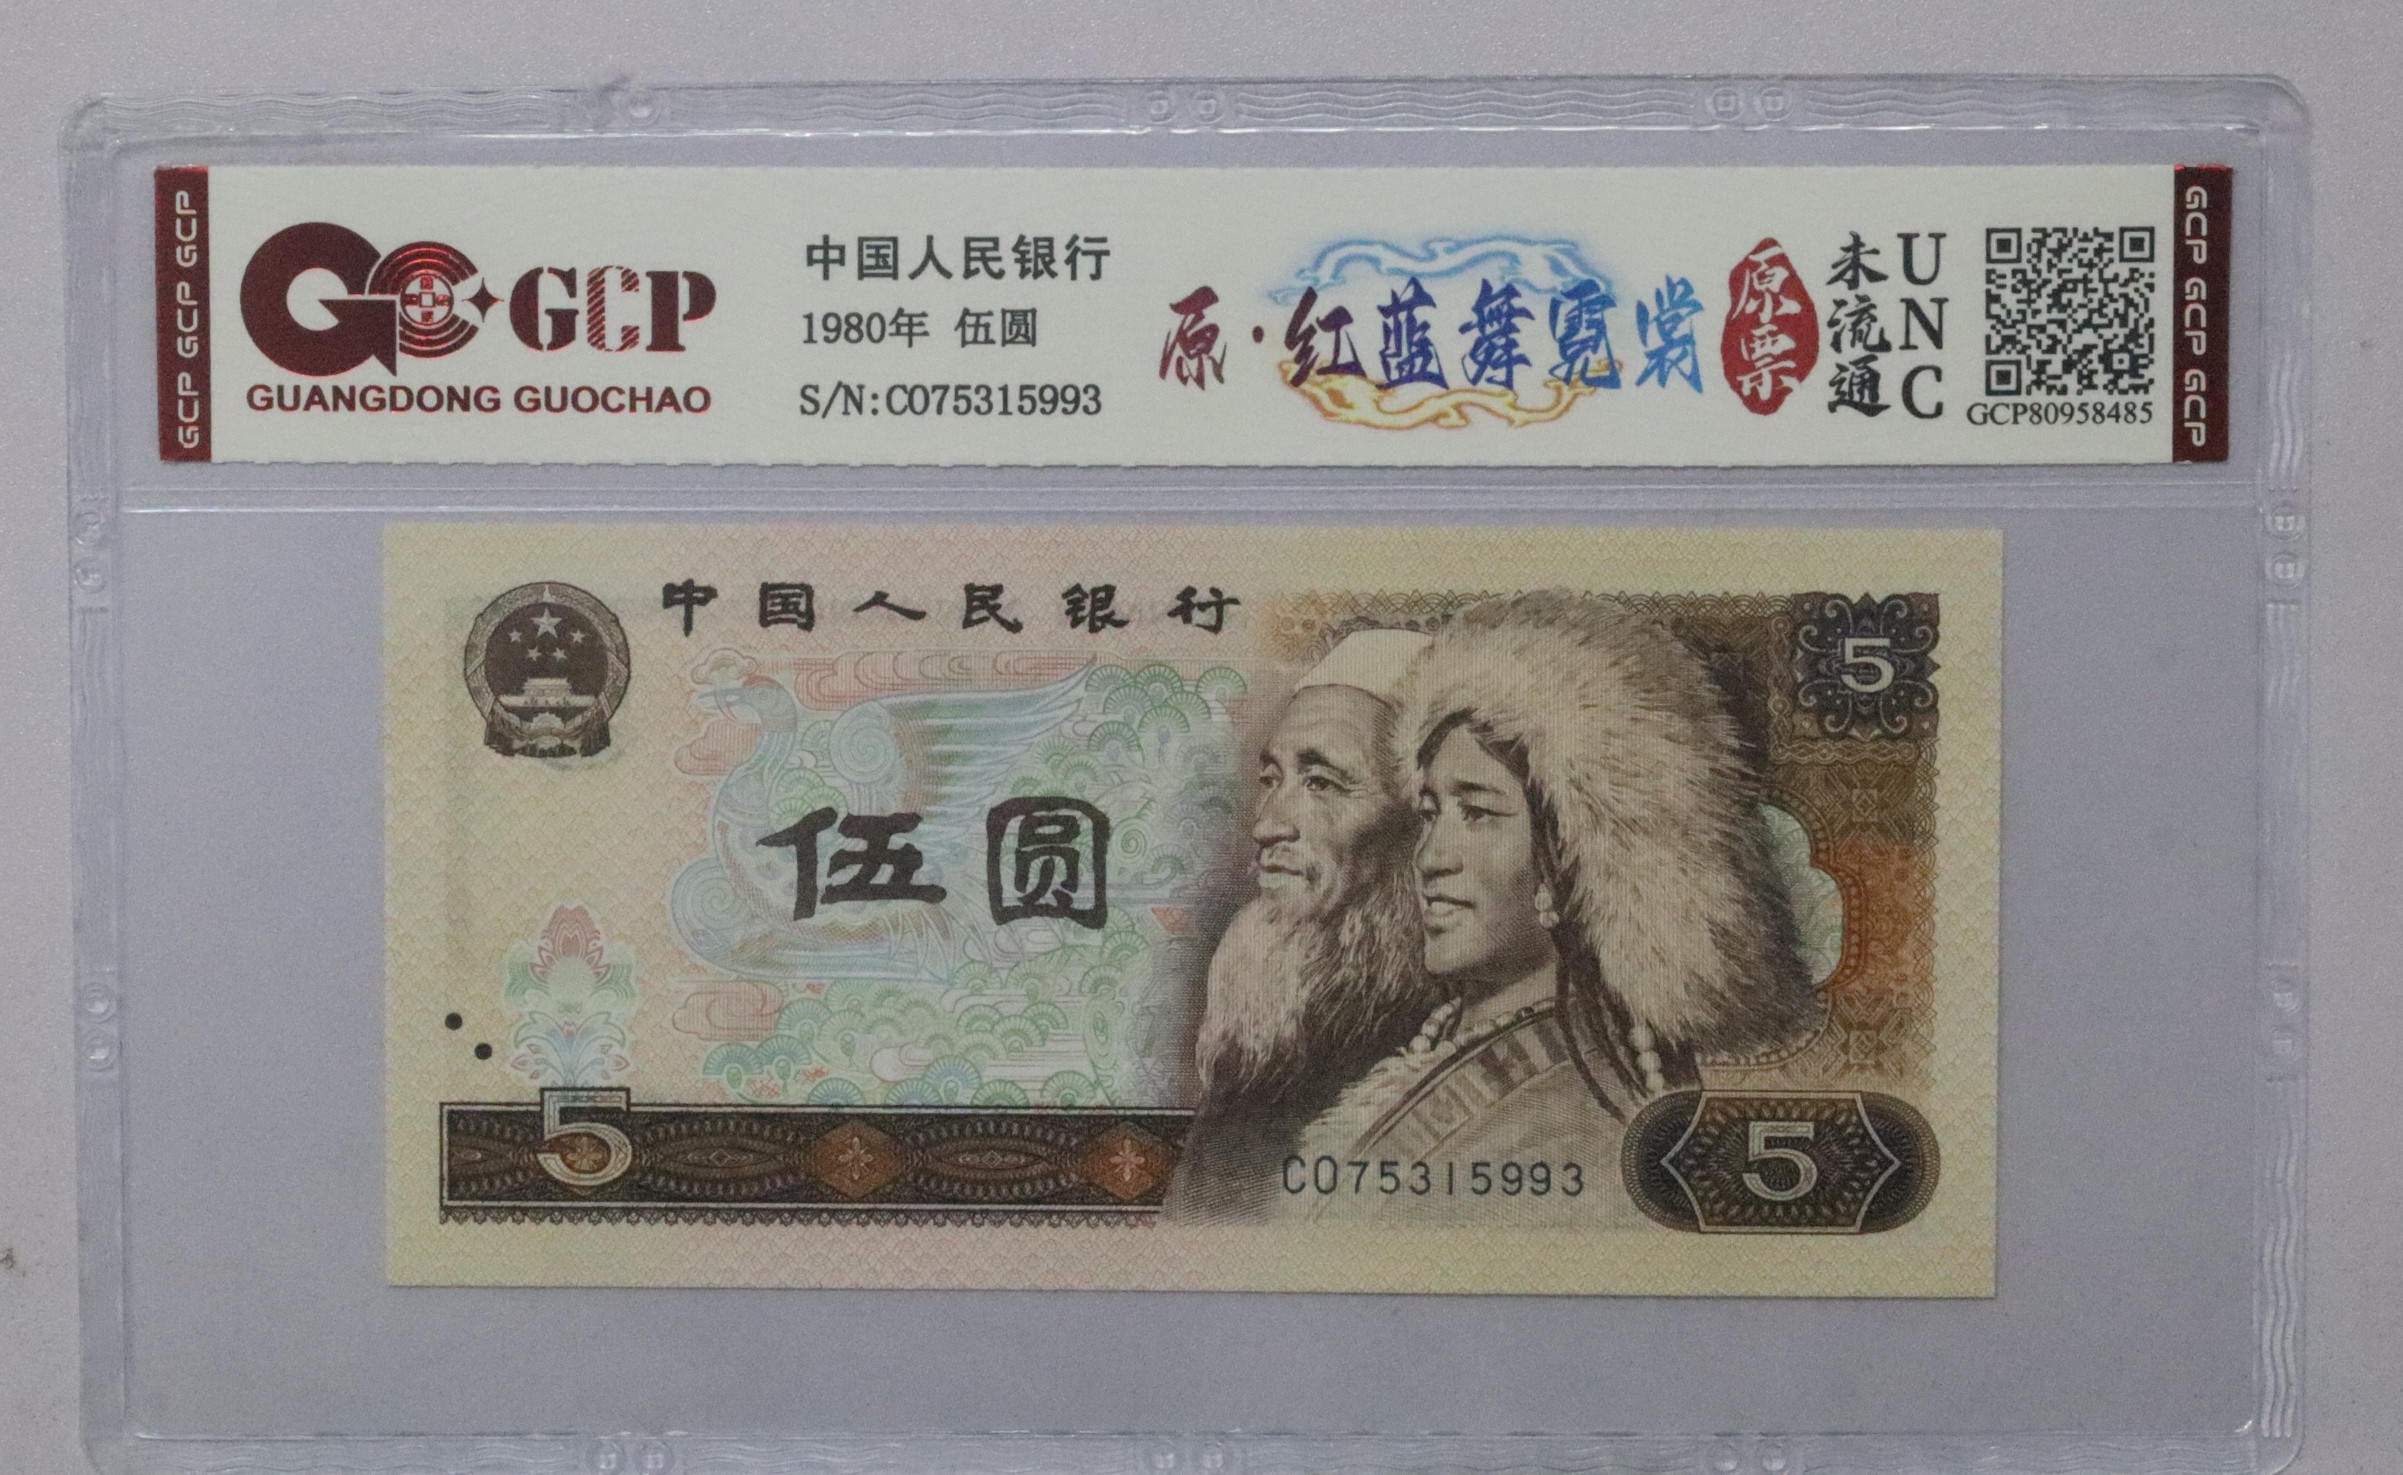 GCP GCP GCP
GCP
GUANGDONG GUOCHAO
中国人民银行
1980年 伍圆
S/N:CO75315993
原·红蓝舞霓裳
原票
未流通
UNC
GCP80958485
GCP GCP GCP
中国人民银行
5
伍圆
5
CO75315993
5